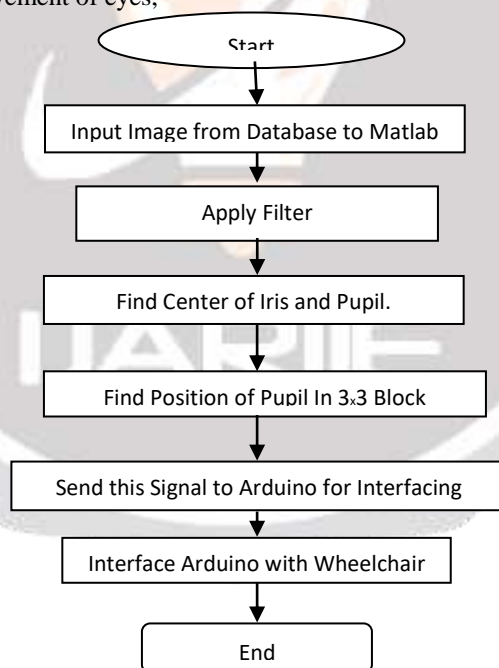 vement of eyes,
Start
Input Image from Database to Matlab
Apply Filter
Find Center of Iris and Pupil.
Find Position of Pupil In 3x3 Block
Send this Signal to Arduino for Interfacing
Interface Arduino with Wheelchair
End